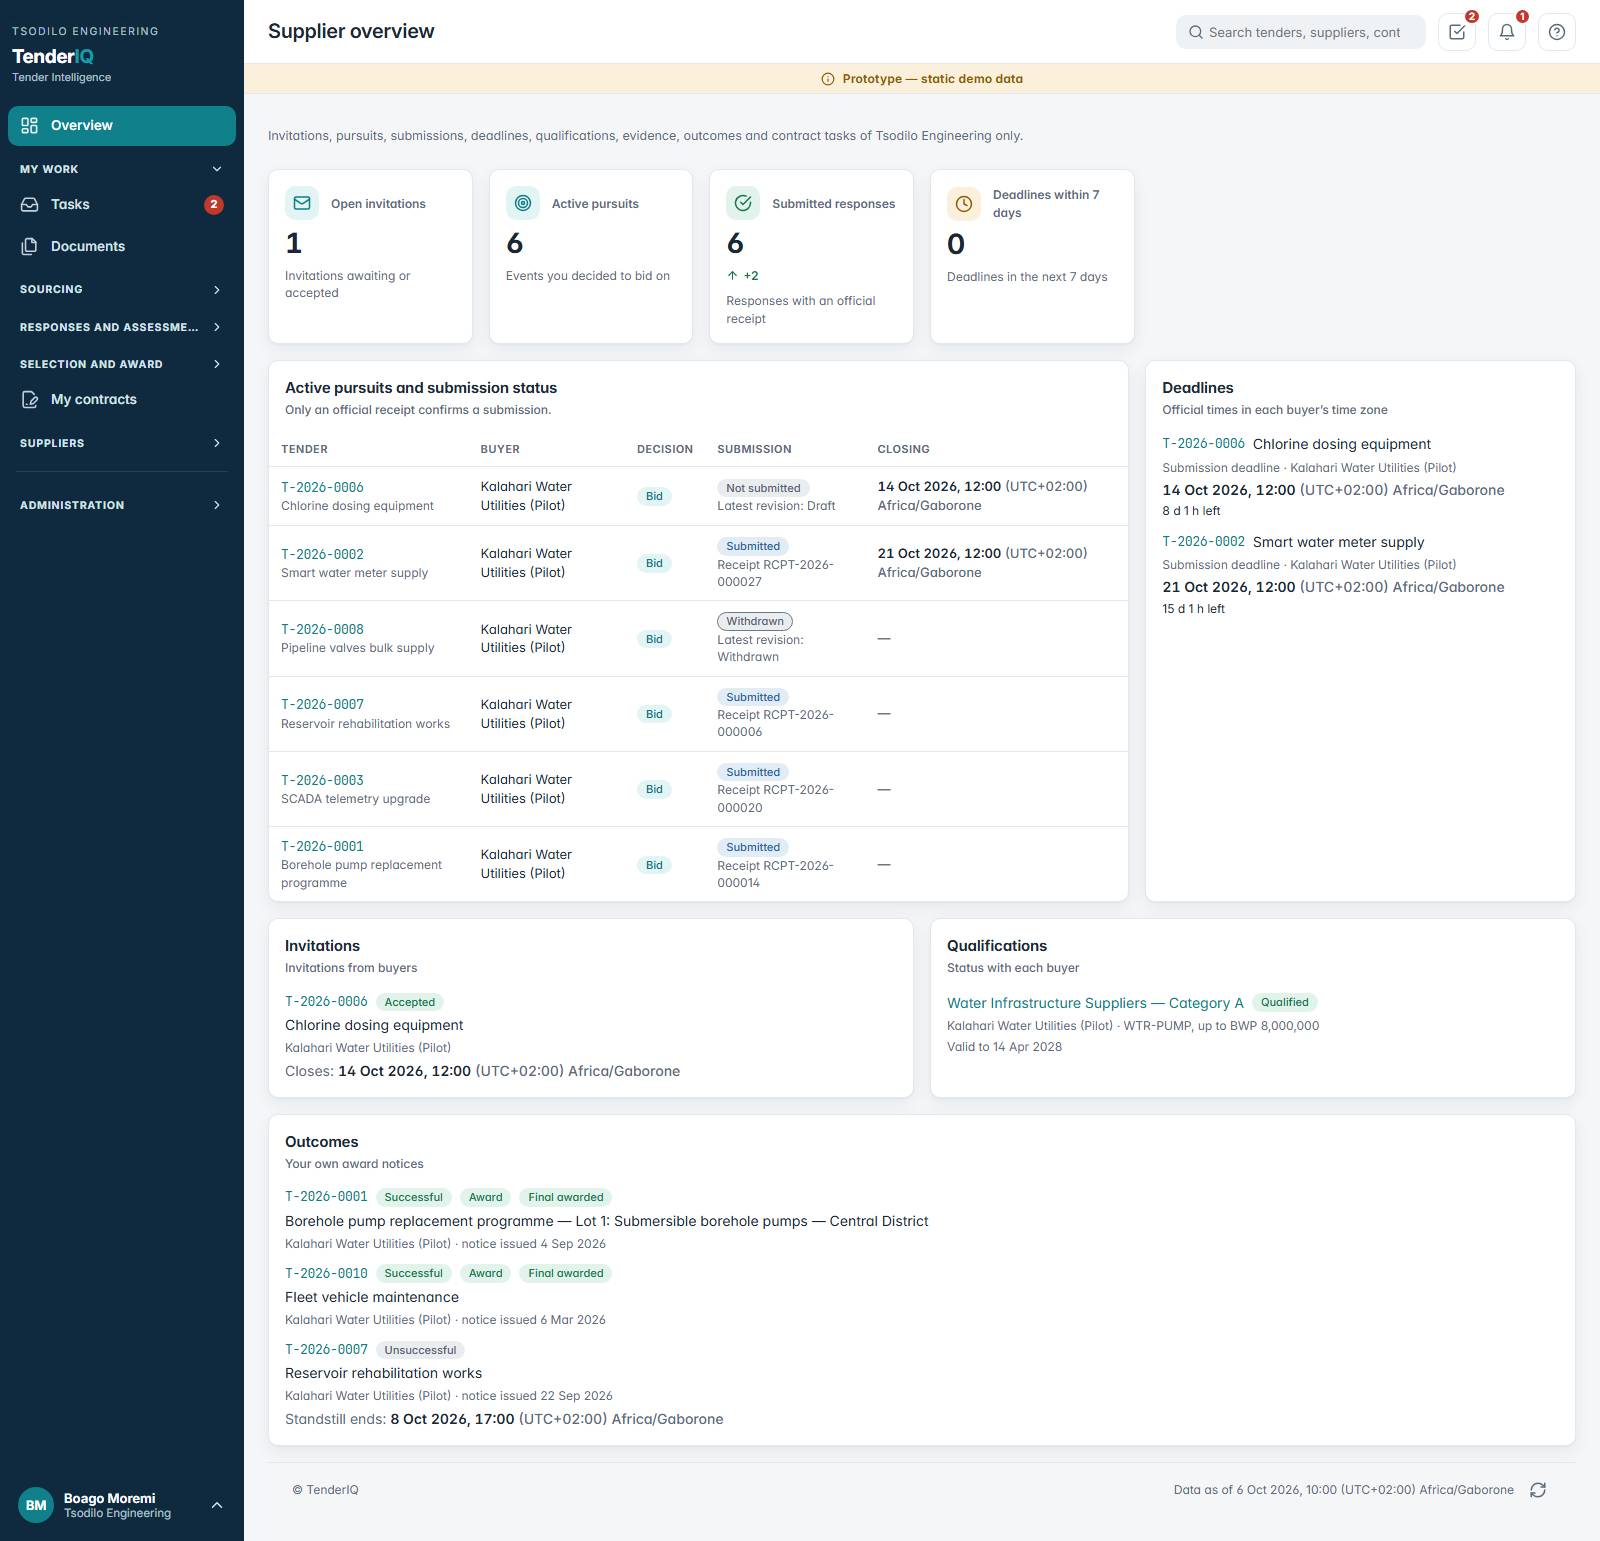 TSODILO ENGINEERING
TenderIQ
Tender Intelligence
Overview
MY WORK
Tasks
2
Documents
SOURCING
RESPONSES AND ASSESSME...
SELECTION AND AWARD
My contracts
SUPPLIERS
ADMINISTRATION
BM
Boago Moremi
Tsodilo Engineering
Supplier overview
Search tenders, suppliers, cont
2
1
Prototype — static demo data
Invitations, pursuits, submissions, deadlines, qualifications, evidence, outcomes and contract tasks of Tsodilo Engineering only.
Open invitations
1
Invitations awaiting or
accepted
Active pursuits
6
Events you decided to bid on
Submitted responses
6
+2
Responses with an official
receipt
Deadlines within 7
days
0
Deadlines in the next 7 days
Active pursuits and submission status
Only an official receipt confirms a submission.
TENDER BUYER DECISION SUBMISSION CLOSING
T-2026-0006
Chlorine dosing equipment
Kalahari Water
Utilities (Pilot)
Bid
Not submitted
Latest revision: Draft
14 Oct 2026, 12:00 (UTC+02:00)
Africa/Gaborone
T-2026-0002
Smart water meter supply
Kalahari Water
Utilities (Pilot)
Bid
Submitted
Receipt RCPT-2026-
000027
21 Oct 2026, 12:00 (UTC+02:00)
Africa/Gaborone
T-2026-0008
Pipeline valves bulk supply
Kalahari Water
Utilities (Pilot)
Bid
Withdrawn
Latest revision:
Withdrawn
—
T-2026-0007
Reservoir rehabilitation works
Kalahari Water
Utilities (Pilot)
Bid
Submitted
Receipt RCPT-2026-
000006
—
T-2026-0003
SCADA telemetry upgrade
Kalahari Water
Utilities (Pilot)
Bid
Submitted
Receipt RCPT-2026-
000020
—
T-2026-0001
Borehole pump replacement
programme
Kalahari Water
Utilities (Pilot)
Bid
Submitted
Receipt RCPT-2026-
000014
—
Deadlines
Official times in each buyer’s time zone
T-2026-0006 Chlorine dosing equipment
Submission deadline · Kalahari Water Utilities (Pilot)
14 Oct 2026, 12:00 (UTC+02:00) Africa/Gaborone
8 d 1 h left
T-2026-0002 Smart water meter supply
Submission deadline · Kalahari Water Utilities (Pilot)
21 Oct 2026, 12:00 (UTC+02:00) Africa/Gaborone
15 d 1 h left
Invitations
Invitations from buyers
T-2026-0006 Accepted
Chlorine dosing equipment
Kalahari Water Utilities (Pilot)
Closes: 14 Oct 2026, 12:00 (UTC+02:00) Africa/Gaborone
Qualifications
Status with each buyer
Water Infrastructure Suppliers — Category A Qualified
Kalahari Water Utilities (Pilot) · WTR-PUMP, up to BWP 8,000,000
Valid to 14 Apr 2028
Outcomes
Your own award notices
T-2026-0001 Successful Award Final awarded
Borehole pump replacement programme — Lot 1: Submersible borehole pumps — Central District
Kalahari Water Utilities (Pilot) · notice issued 4 Sep 2026
T-2026-0010 Successful Award Final awarded
Fleet vehicle maintenance
Kalahari Water Utilities (Pilot) · notice issued 6 Mar 2026
T-2026-0007 Unsuccessful
Reservoir rehabilitation works
Kalahari Water Utilities (Pilot) · notice issued 22 Sep 2026
Standstill ends: 8 Oct 2026, 17:00 (UTC+02:00) Africa/Gaborone
© TenderIQ
Data as of 6 Oct 2026, 10:00 (UTC+02:00) Africa/Gaborone